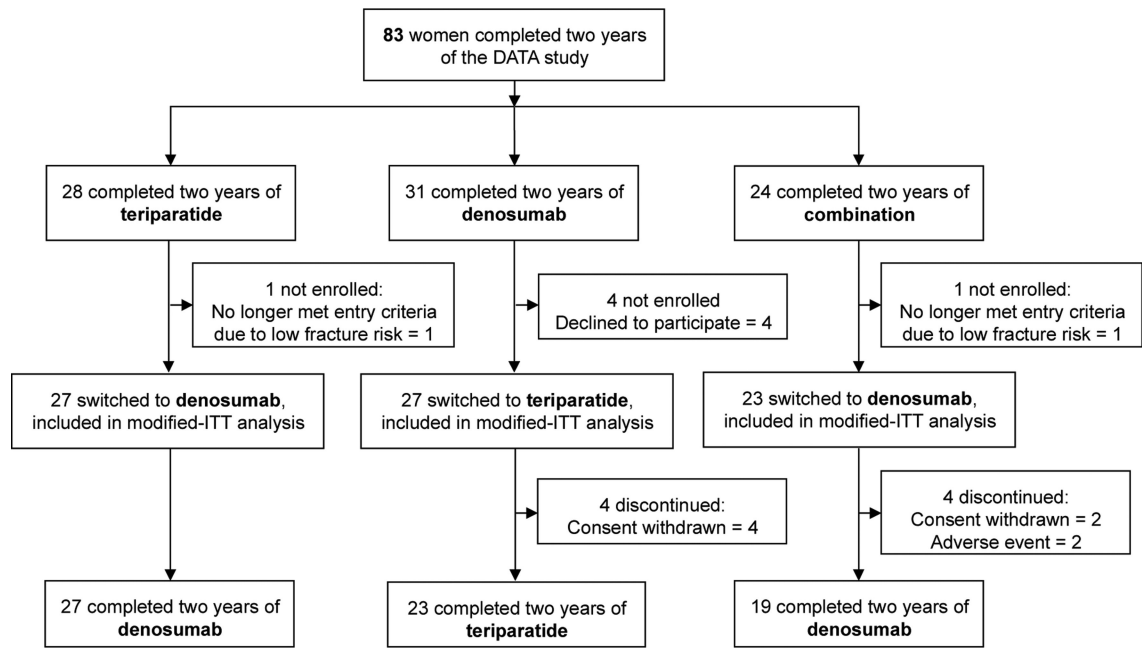 83 women completed two years
of the DATA study
28 completed two years of
teriparatide
31 completed two years of
denosumab
24 completed two years of
combination
1 not enrolled:
No longer met entry criteria
due to low fracture risk = 1
4 not enrolled
Declined to participate = 4
1 not enrolled:
No longer met entry criteria
due to low fracture risk = 1
27 switched to denosumab,
included in modified-ITT analysis
27 switched to teriparatide,
included in modified-ITT analysis
23 switched to denosumab,
included in modified-ITT analysis
4 discontinued:
Consent withdrawn = 4
4 discontinued:
Consent withdrawn = 2
Adverse event = 2
27 completed two years of
denosumab
23 completed two years of
teriparatide
19 completed two years of
denosumab